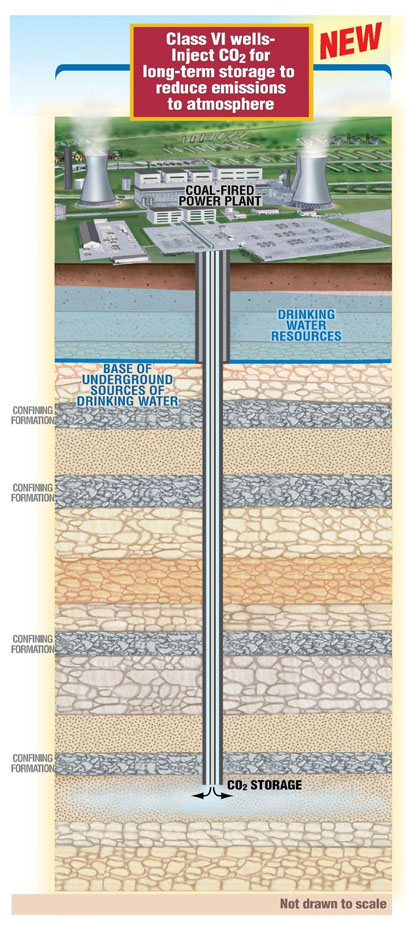 NEW
Class VI wells-
Inject CO₂ for
long-term storage to
reduce emissions
to atmosphere
COAL-FIRED
POWER PLANT
DRINKING
WATER
RESOURCES
BASE OF
UNDERGROUND
SOURCES OF
DRINKING WATER
CONFINING
FORMATION
CONFINING
FORMATION
CONFINING
FORMATION
CONFINING
FORMATION
CO₂ STORAGE
Not drawn to scale